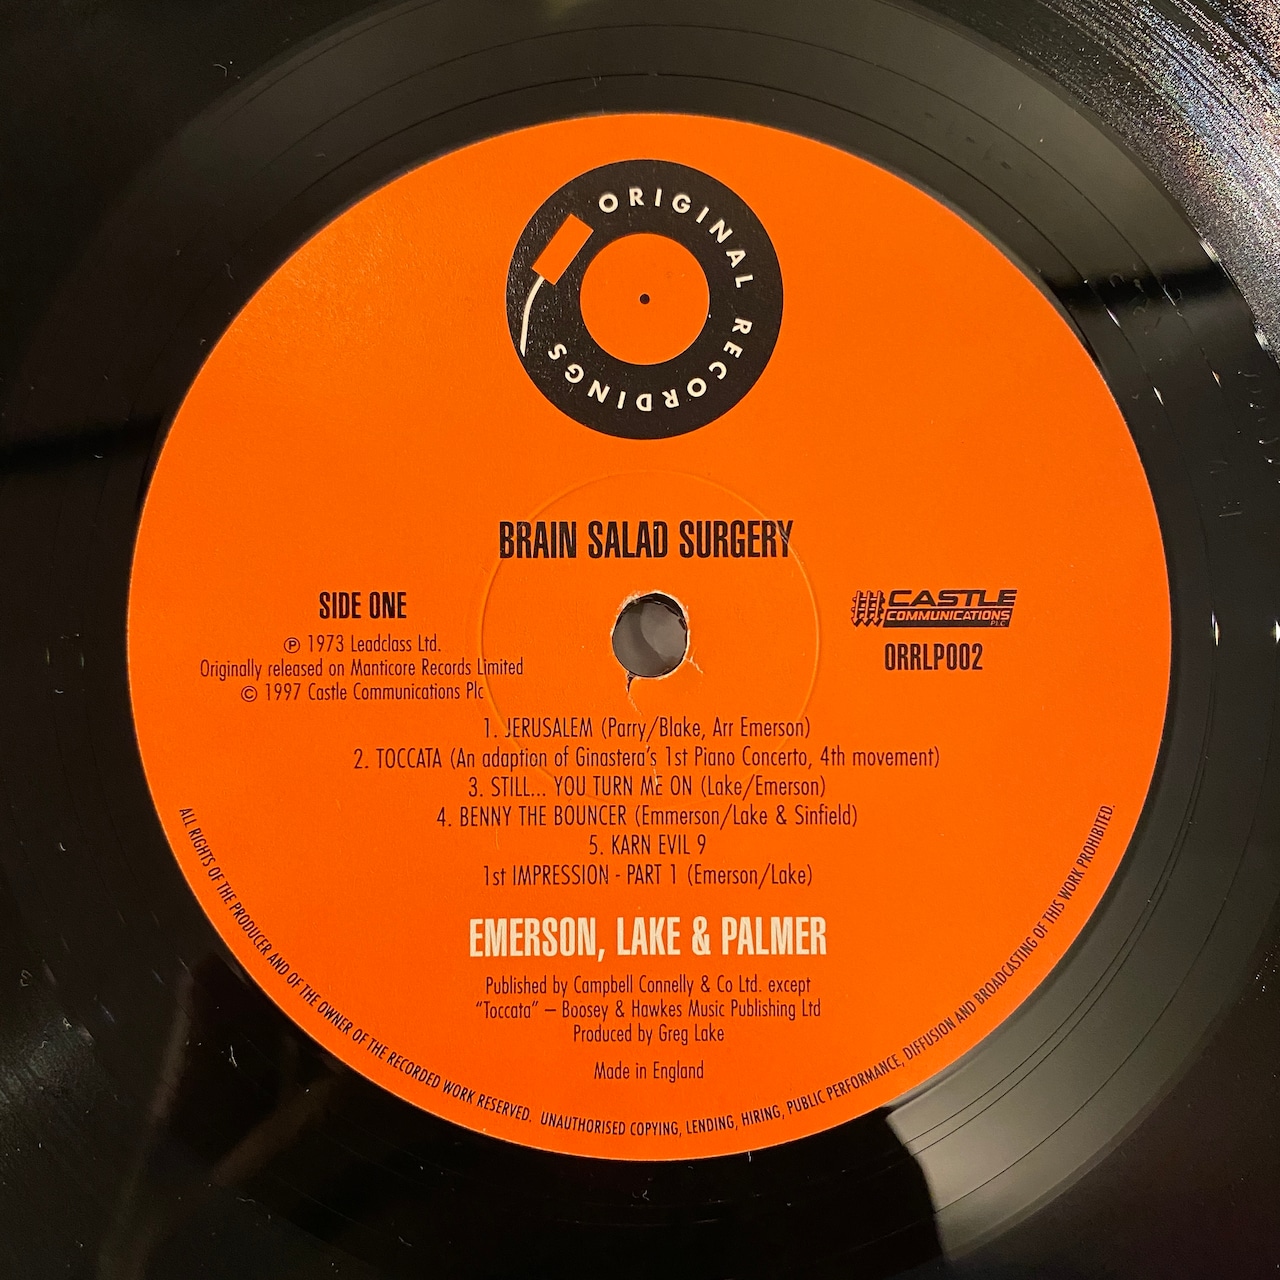 ORIGINAL RECORDINGS
BRAIN SALAD SURGERY
SIDE ONE
℗ 1973 Leadclass Ltd.
Originally released on Manticore Records Limited
© 1997 Castle Communications Plc
CASTLE
COMMUNICATIONS
PLC
ORRLP002
1. JERUSALEM (Parry/Blake, Arr Emerson)
2. TOCCATA (An adaption of Ginastera's 1st Piano Concerto, 4th movement)
3. STILL... YOU TURN ME ON (Lake/Emerson)
4. BENNY THE BOUNCER (Emmerson/Lake & Sinfield)
5. KARN EVIL 9
1st IMPRESSION - PART 1 (Emerson/Lake)
EMERSON, LAKE & PALMER
Published by Campbell Connelly & Co Ltd. except
"Toccata" – Boosey & Hawkes Music Publishing Ltd
Produced by Greg Lake
Made in England
ALL RIGHTS OF THE PRODUCER AND OF THE OWNER OF THE RECORDED WORK RESERVED. UNAUTHORISED COPYING, LENDING, HIRING, PUBLIC PERFORMANCE, DIFFUSION AND BROADCASTING OF THIS WORK PROHIBITED.